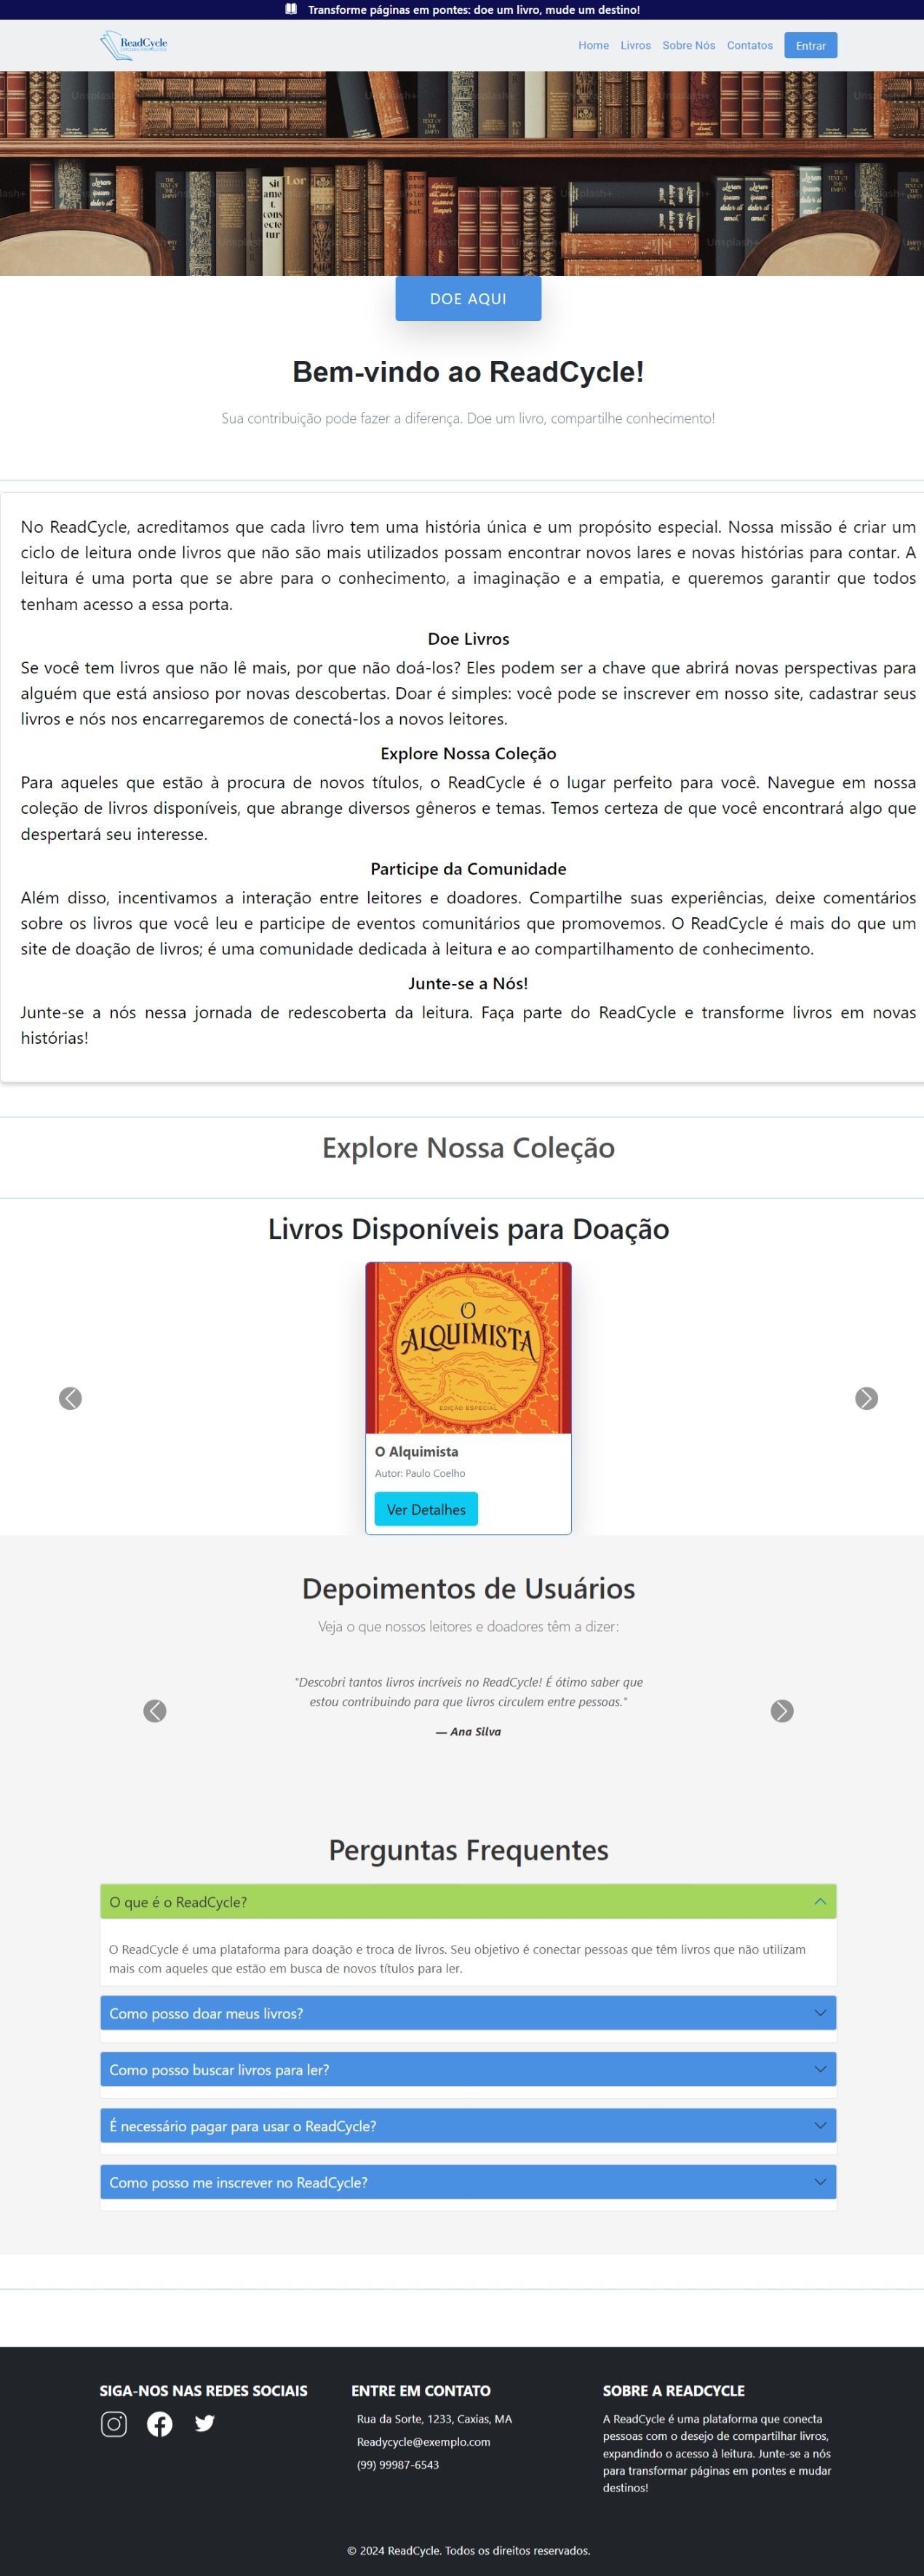 Transforme páginas em pontes: doe um livro, mude um destino!
ReadCycle
Home Livros Sobre Nós Contatos Entrar
DOE AQUI
Bem-vindo ao ReadCycle!
Sua contribuição pode fazer a diferença. Doe um livro, compartilhe conhecimento!
No ReadCycle, acreditamos que cada livro tem uma história única e um propósito especial. Nossa missão é criar um
ciclo de leitura onde livros que não são mais utilizados possam encontrar novos lares e novas histórias para contar. A
leitura é uma porta que se abre para o conhecimento, a imaginação e a empatia, e queremos garantir que todos
tenham acesso a essa porta.
Doe Livros
Se você tem livros que não lê mais, por que não doá-los? Eles podem ser a chave que abrirá novas perspectivas para
alguém que está ansioso por novas descobertas. Doar é simples: você pode se inscrever em nosso site, cadastrar seus
livros e nós nos encarregaremos de conectá-los a novos leitores.
Explore Nossa Coleção
Para aqueles que estão à procura de novos títulos, o ReadCycle é o lugar perfeito para você. Navegue em nossa
coleção de livros disponíveis, que abrange diversos gêneros e temas. Temos certeza de que você encontrará algo que
despertará seu interesse.
Participe da Comunidade
Além disso, incentivamos a interação entre leitores e doadores. Compartilhe suas experiências, deixe comentários
sobre os livros que você leu e participe de eventos comunitários que promovemos. O ReadCycle é mais do que um
site de doação de livros; é uma comunidade dedicada à leitura e ao compartilhamento de conhecimento.
Junte-se a Nós!
Junte-se a nós nessa jornada de redescoberta da leitura. Faça parte do ReadCycle e transforme livros em novas
histórias!
Explore Nossa Coleção
Livros Disponíveis para Doação
O
ALQUIMISTA
EDIÇÃO ESPECIAL
O Alquimista
Autor: Paulo Coelho
Ver Detalhes
Depoimentos de Usuários
Veja o que nossos leitores e doadores têm a dizer:
"Descobri tantos livros incríveis no ReadCycle! É ótimo saber que
estou contribuindo para que livros circulem entre pessoas."
— Ana Silva
Perguntas Frequentes
O que é o ReadCycle?
O ReadCycle é uma plataforma para doação e troca de livros. Seu objetivo é conectar pessoas que têm livros que não utilizam
mais com aqueles que estão em busca de novos títulos para ler.
Como posso doar meus livros?
Como posso buscar livros para ler?
É necessário pagar para usar o ReadCycle?
Como posso me inscrever no ReadCycle?
SIGA-NOS NAS REDES SOCIAIS
ENTRE EM CONTATO
Rua da Sorte, 1233, Caxias, MA
Readycycle@exemplo.com
(99) 99987-6543
SOBRE A READCYCLE
A ReadCycle é uma plataforma que conecta
pessoas com o desejo de compartilhar livros,
expandindo o acesso à leitura. Junte-se a nós
para transformar páginas em pontes e mudar
destinos!
© 2024 ReadCycle. Todos os direitos reservados.